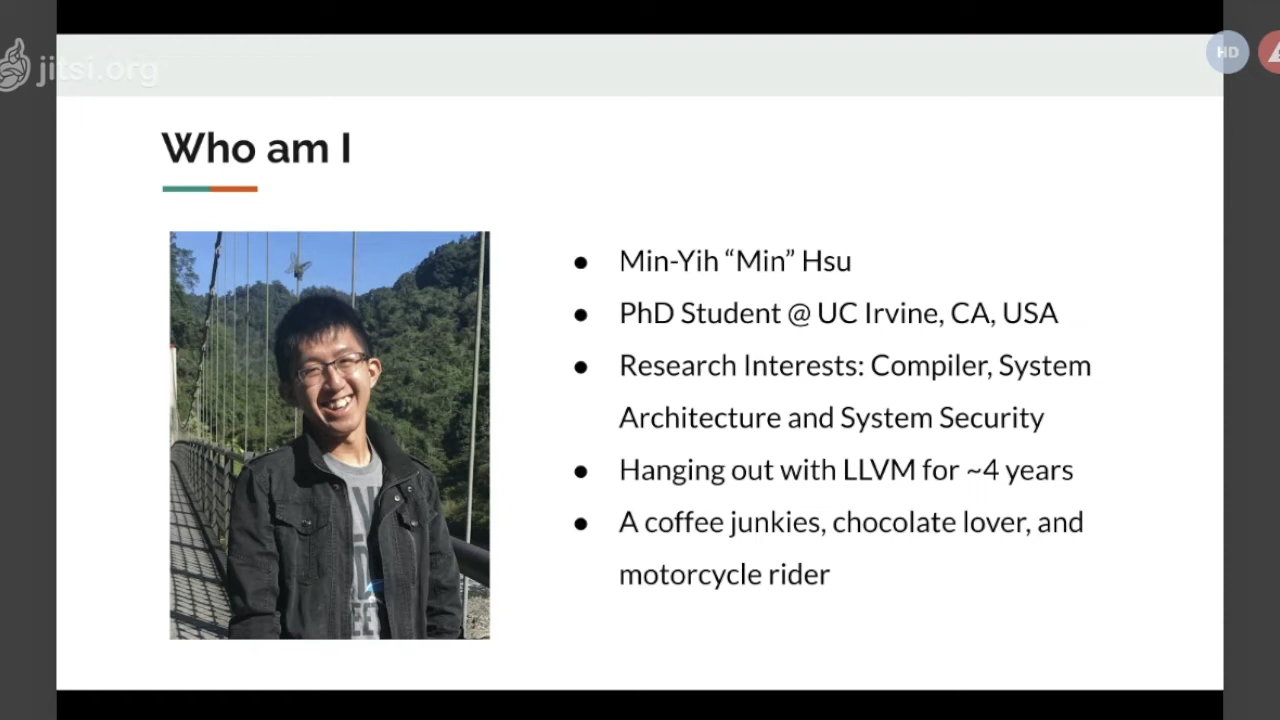 jitsi.org
HD
Who am I
● Min-Yih “Min” Hsu
● PhD Student @ UC Irvine, CA, USA
● Research Interests: Compiler, System
Architecture and System Security
● Hanging out with LLVM for ~4 years
● A coffee junkies, chocolate lover, and
motorcycle rider